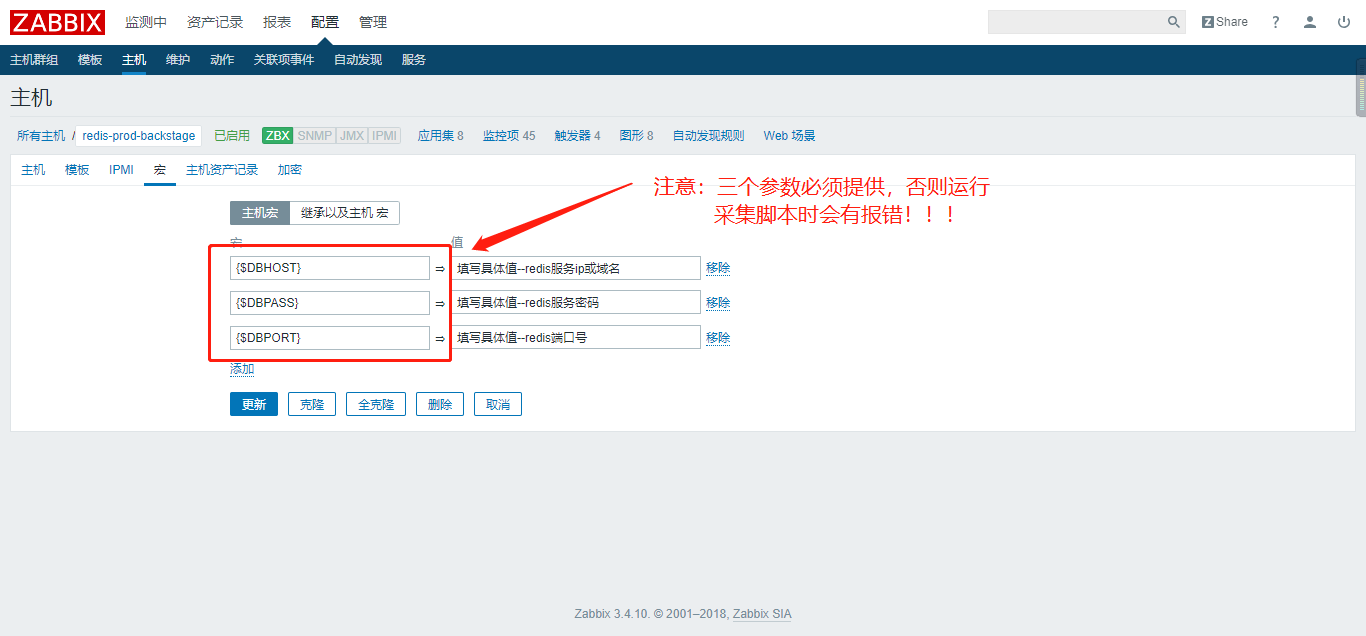 ZABBIX 监测中 资产记录 报表 配置 管理 Z Share ?
主机群组 模板 主机 维护 动作 关联项事件 自动发现 服务
主机
所有主机 / redis-prod-backstage 已启用 ZBX SNMP JMX IPMI 应用集 8 监控项 45 触发器 4 图形 8 自动发现规则 Web 场景
主机 模板 IPMI 宏 主机资产记录 加密
注意：三个参数必须提供，否则运行
采集脚本时会有报错！！！
主机宏 继承以及主机 宏
宏 值
{$DBHOST} ⇒ 填写具体值--redis服务ip或域名 移除
{$DBPASS} ⇒ 填写具体值--redis服务密码 移除
{$DBPORT} ⇒ 填写具体值--redis端口号 移除
添加
更新 克隆 全克隆 删除 取消
Zabbix 3.4.10. © 2001–2018, Zabbix SIA